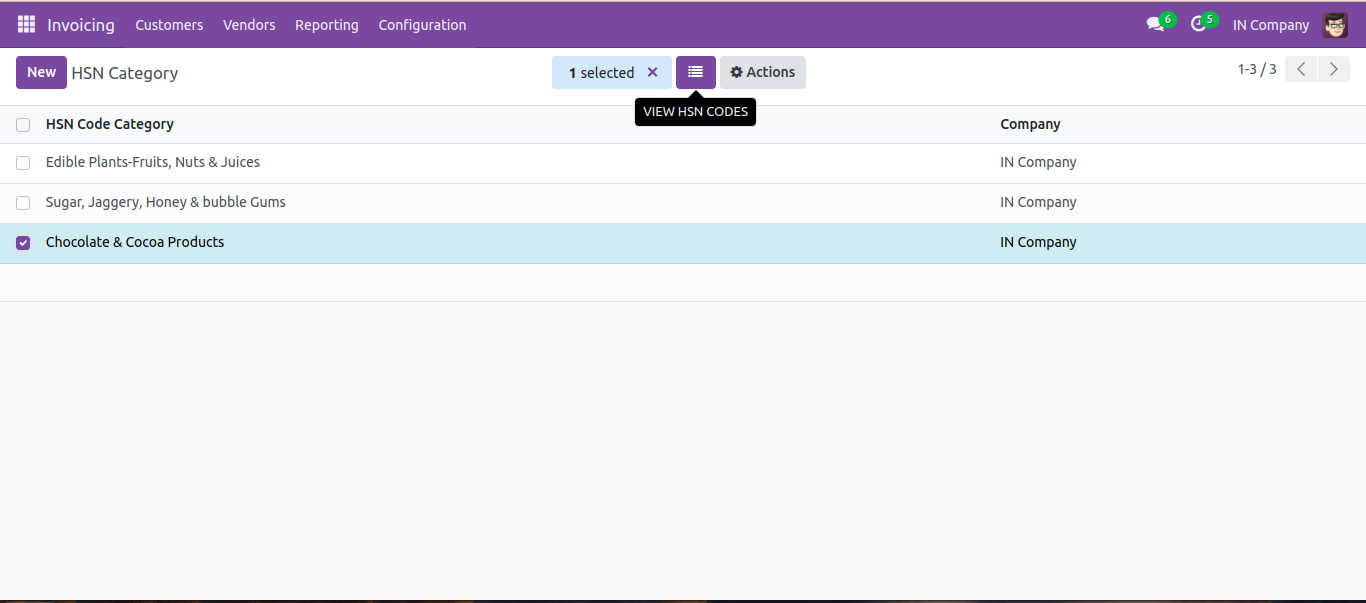 Invoicing Customers Vendors Reporting Configuration 6 5 IN Company
New HSN Category 1 selected Actions 1-3 / 3
VIEW HSN CODES
HSN Code Category Company
Edible Plants-Fruits, Nuts & Juices IN Company
Sugar, Jaggery, Honey & bubble Gums IN Company
Chocolate & Cocoa Products IN Company